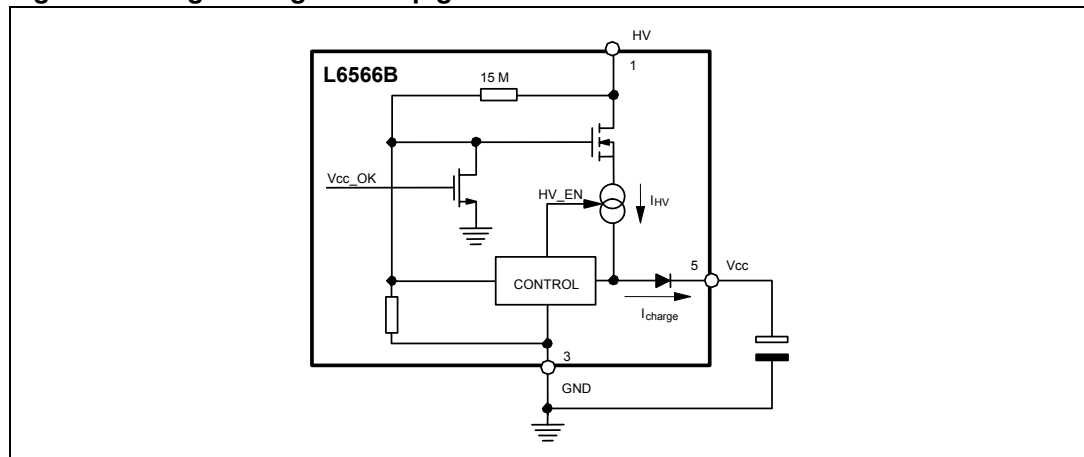 HV
1
L6566B
15 M
Vcc_OK
HV_EN
IHV
5
Vcc
CONTROL
Icharge
3
GND